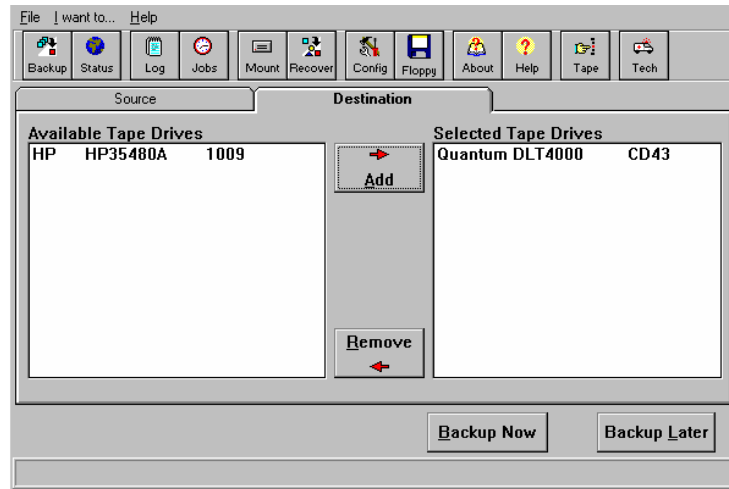 File I want to... Help
Backup Status Log Jobs Mount Recover Config Floppy About Help Tape Tech
Source Destination
Available Tape Drives
HP HP35480A 1009
Add
Remove
Selected Tape Drives
Quantum DLT4000 CD43
Backup Now Backup Later